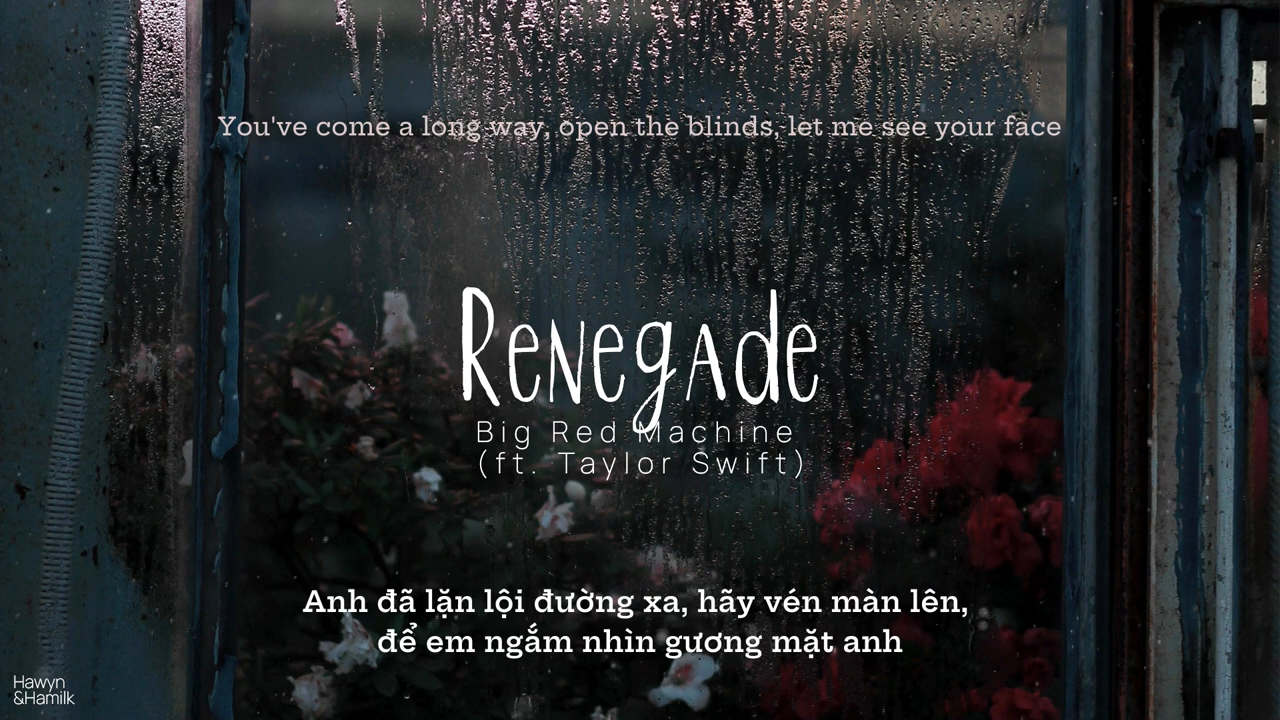 You've come a long way, open the blinds, let me see your face
Renegade
Big Red Machine
(ft. Taylor Swift)
Anh đã lặn lội đường xa, hãy vén màn lên,
để em ngắm nhìn gương mặt anh
Hawyn
&Hamilk